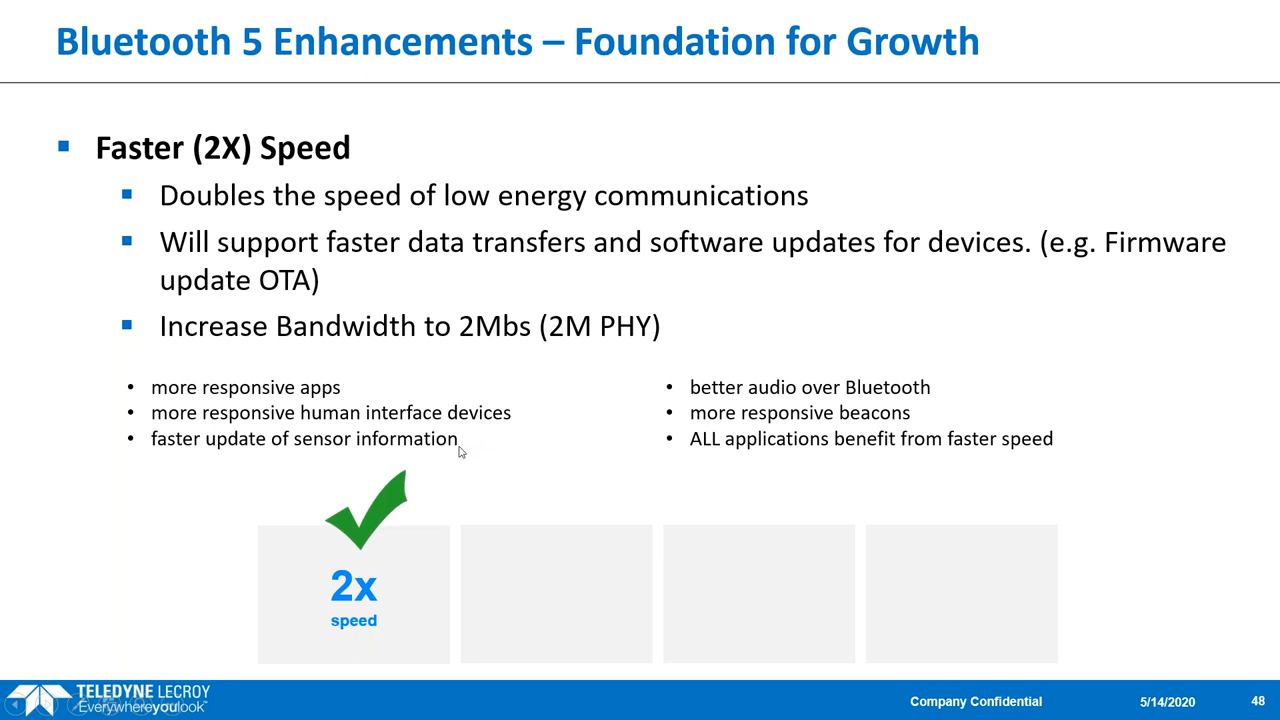 Bluetooth 5 Enhancements – Foundation for Growth
Faster (2X) Speed
Doubles the speed of low energy communications
Will support faster data transfers and software updates for devices. (e.g. Firmware
update OTA)
Increase Bandwidth to 2Mbs (2M PHY)
• more responsive apps
• more responsive human interface devices
• faster update of sensor information
• better audio over Bluetooth
• more responsive beacons
• ALL applications benefit from faster speed
2x
speed
TELEDYNE LECROY
Everywhereyoulook™
Company Confidential
5/14/2020
48